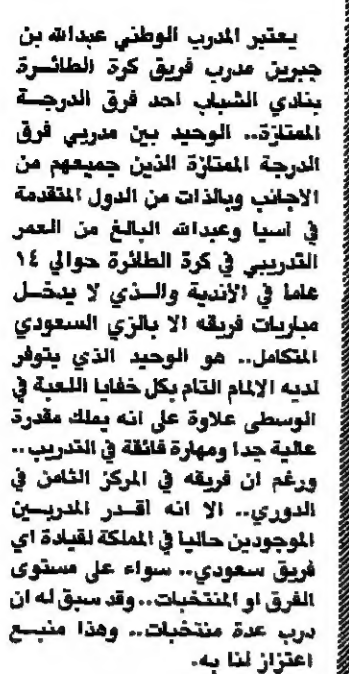 يعتبر المدرب الوطني عبدالله بن
جبرين مدرب فريق كرة الطائرة
بنادي الشباب احد فرق الدرجة
الممتازة.. الوحيد بين مدربي فرق
الدرجة الممتازة الذين جميعهم من
الاجانب وبالذات من الدول المتقدمة
في آسيا وعبدالله البالغ من العمر
التدريبي في كرة الطائرة حوالي ١٤
عاما في الأندية والذي لا يدخل
مباريات فريقه الا بالزي السعودي
المتكامل.. هو الوحيد الذي يتوفر
لديه الالمام التام بكل خفايا اللعبة في
الوسطى علاوة على انه يملك مقدرة
عالية جدا ومهارة فائقة في التدريب..
ورغم ان فريقه في المركز الثامن في
الدوري.. الا انه أقدر المدربين
الموجودين حاليا في المملكة لقيادة اي
فريق سعودي.. سواء على مستوى
الفرق او المنتخبات.. وقد سبق له ان
درب عدة منتخبات.. وهذا منبع
اعتزاز لنا به.